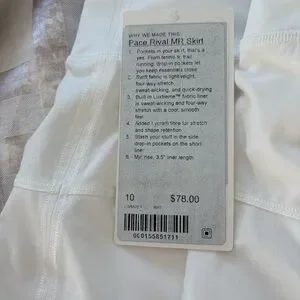 WHY WE MADE THIS
Pace Rival MR Skirt
1. Pockets in your skirt, that's a
yes. From tennis to trail
running, drop-in pockets let
you keep essentials close
2. Swift fabric is lightweight,
four-way stretch,
sweat-wicking, and quick-drying
3. Built-in Luxtreme™ fabric liner
is sweat-wicking and four-way
stretch with a cool, smooth
feel
4. Added Lycra® fibre for stretch
and shape retention
5. Stash your stuff in the side
drop-in pockets on the short
liner
6. Mid rise, 3.5" liner length
10 $78.00